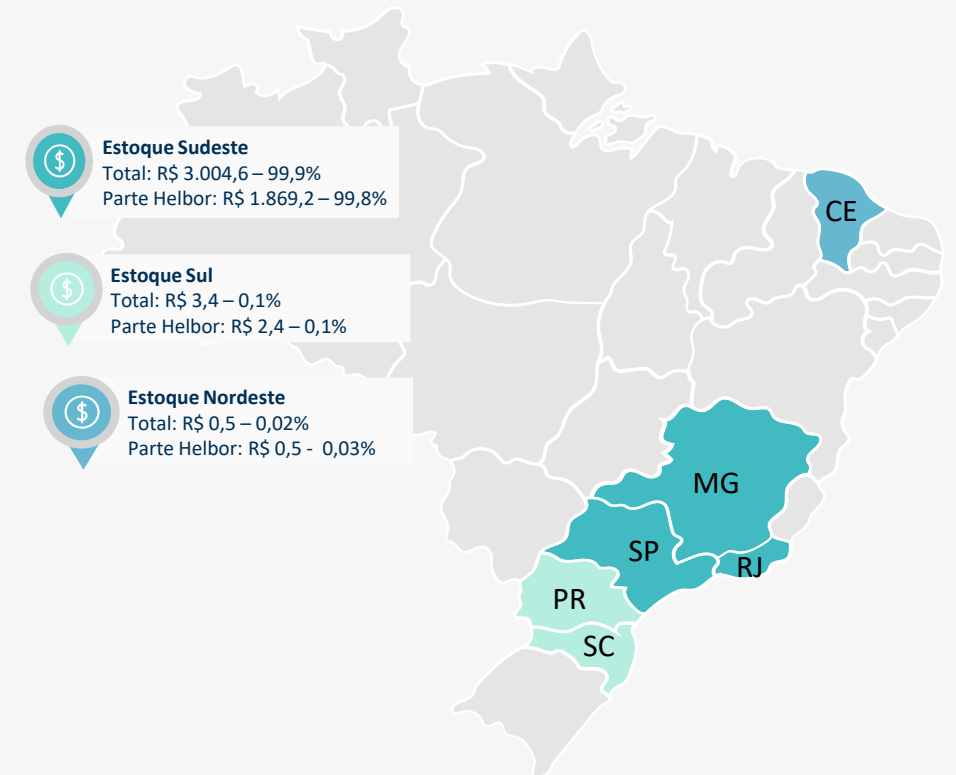 Estoque Sudeste
Total: R$ 3.004,6 – 99,9%
Parte Helbor: R$ 1.869,2 – 99,8%
Estoque Sul
Total: R$ 3,4 – 0,1%
Parte Helbor: R$ 2,4 – 0,1%
Estoque Nordeste
Total: R$ 0,5 – 0,02%
Parte Helbor: R$ 0,5 - 0,03%
CE
MG
SP
RJ
PR
SC
$
$
$